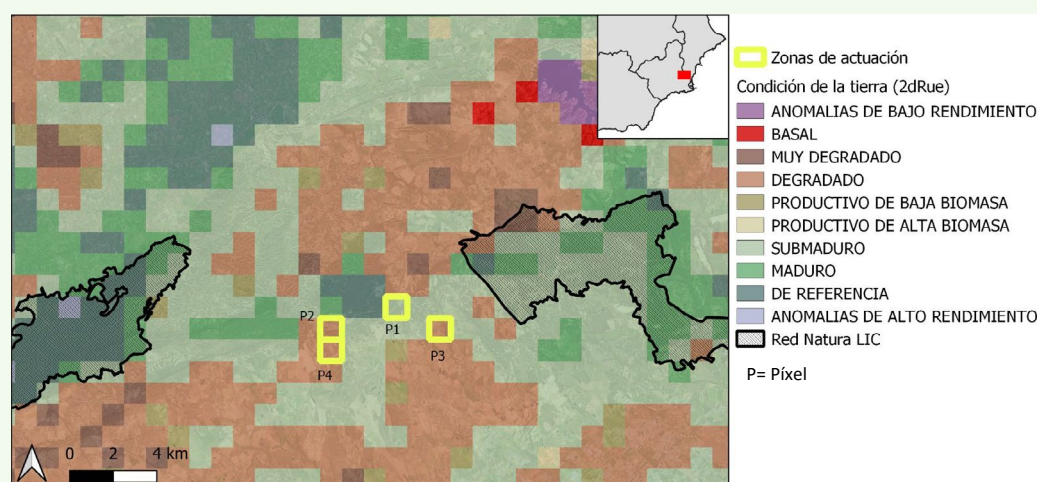 Zonas de actuación
Condición de la tierra (2dRue)
ANOMALIAS DE BAJO RENDIMIENTO
BASAL
MUY DEGRADADO
DEGRADADO
PRODUCTIVO DE BAJA BIOMASA
PRODUCTIVO DE ALTA BIOMASA
SUBMADURO
MADURO
DE REFERENCIA
ANOMALIAS DE ALTO RENDIMIENTO
Red Natura LIC
P= Píxel
P1
P2
P3
P4
0 2 4 km